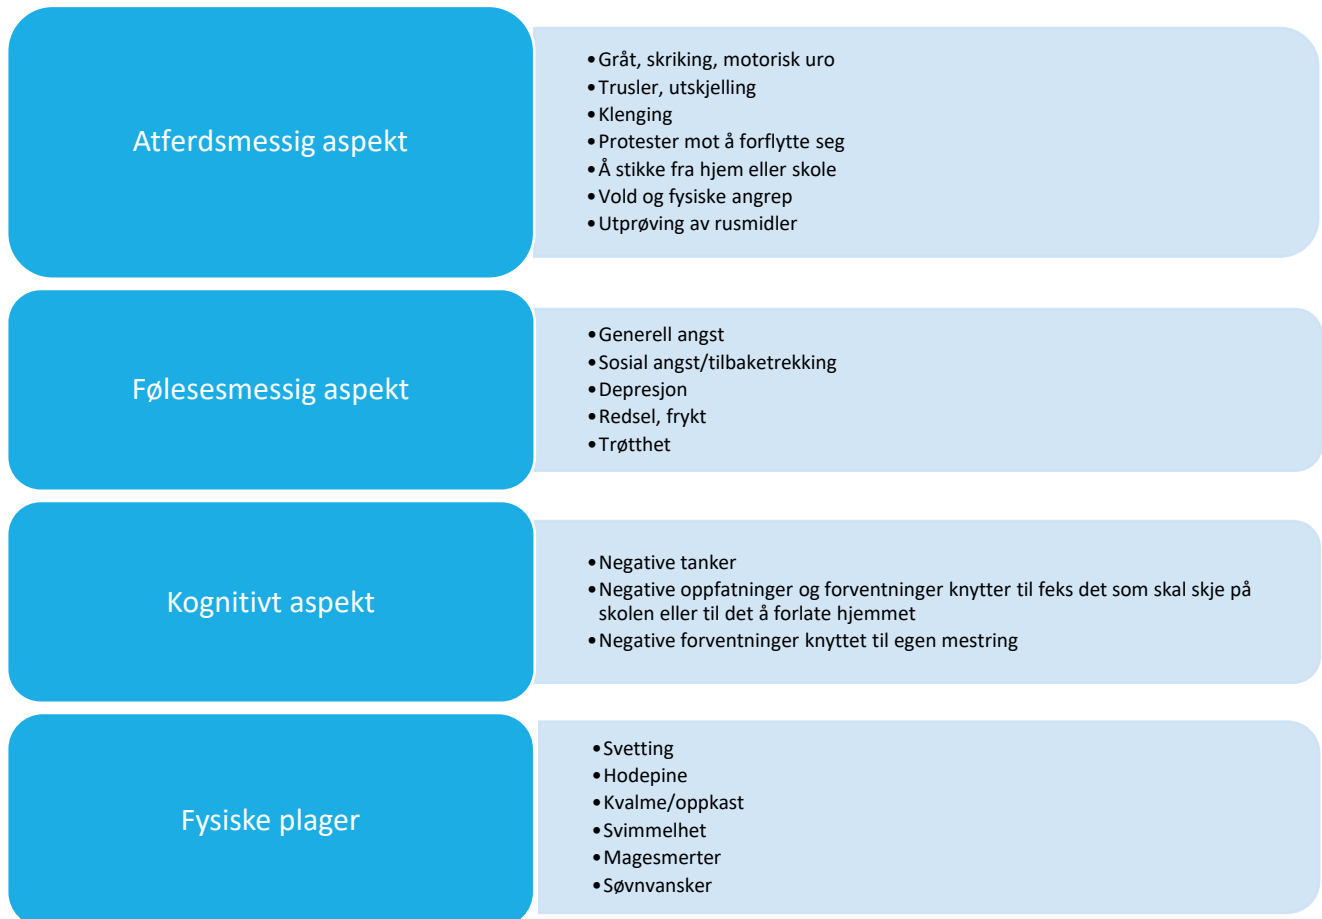 Atferdsmessig aspekt
•Gråt, skriking, motorisk uro
•Trusler, utskjelling
•Klenging
•Protester mot å forflytte seg
•Å stikke fra hjem eller skole
•Vold og fysiske angrep
•Utprøving av rusmidler
Følesesmessig aspekt
•Generell angst
•Sosial angst/tilbaketrekking
•Depresjon
•Redsel, frykt
•Trøtthet
Kognitivt aspekt
•Negative tanker
•Negative oppfatninger og forventninger knytter til feks det som skal skje på
skolen eller til det å forlate hjemmet
•Negative forventninger knyttet til egen mestring
Fysiske plager
•Svetting
•Hodepine
•Kvalme/oppkast
•Svimmelhet
•Magesmerter
•Søvnvansker